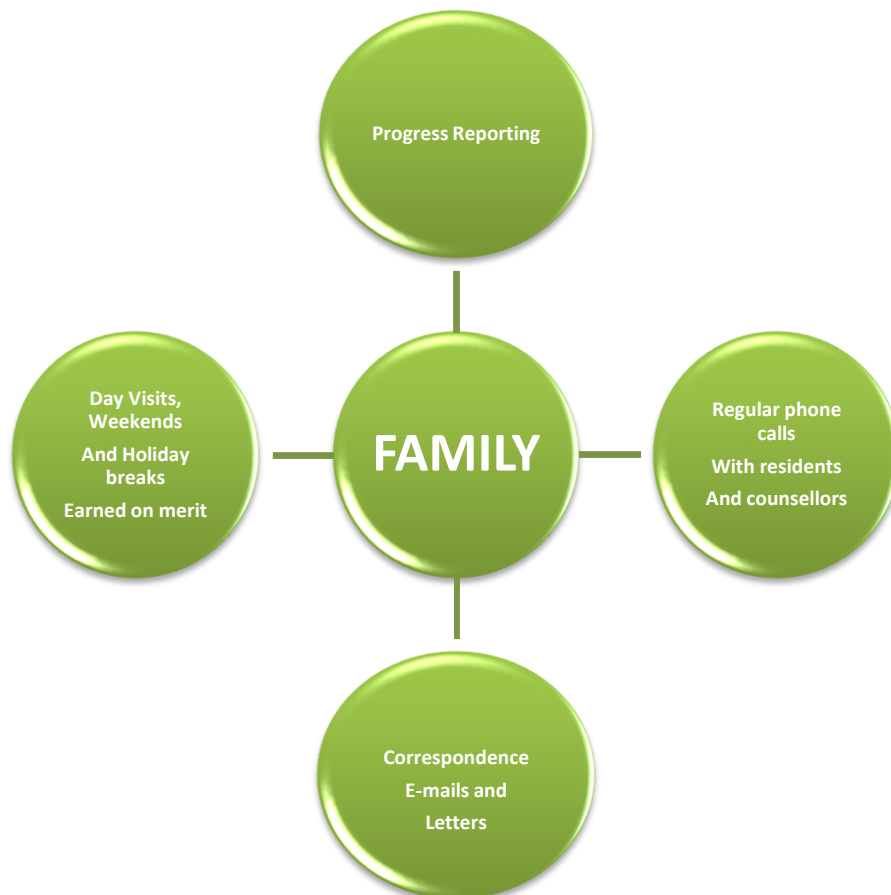 Progress Reporting
Day Visits,
Weekends
And Holiday
breaks
Earned on merit
FAMILY
Regular phone
calls
With residents
And counsellors
Correspondence
E-mails and
Letters